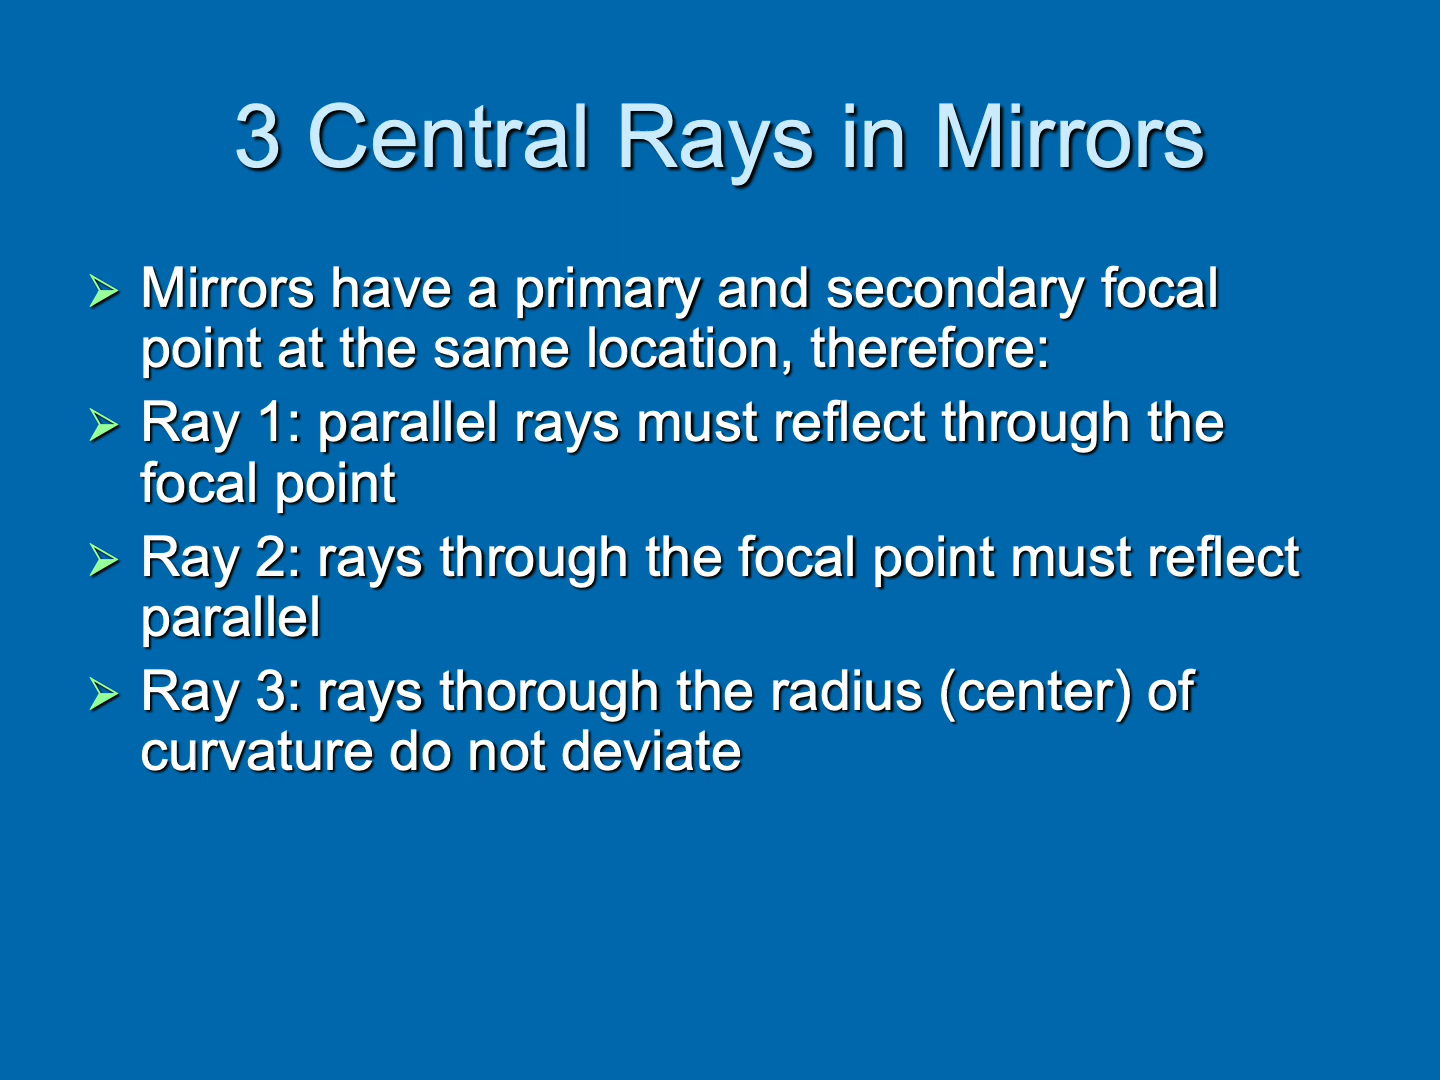 3 Central Rays in Mirrors
Mirrors have a primary and secondary focal
point at the same location, therefore:
Ray 1: parallel rays must reflect through the
focal point
Ray 2: rays through the focal point must reflect
parallel
Ray 3: rays thorough the radius (center) of
curvature do not deviate